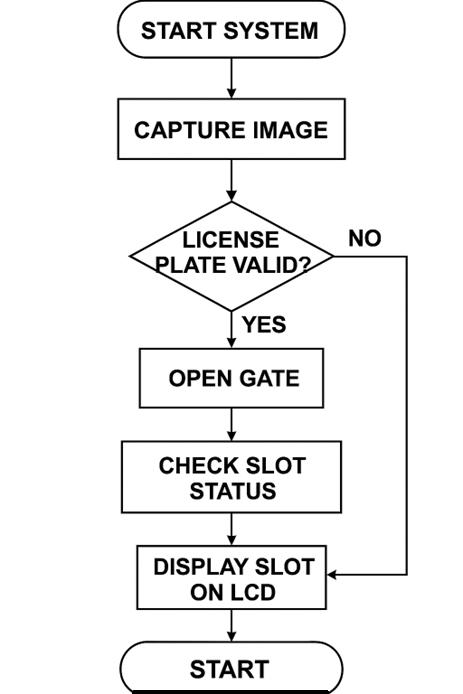 START SYSTEM
CAPTURE IMAGE
LICENSE
PLATE VALID?
NO
YES
OPEN GATE
CHECK SLOT
STATUS
DISPLAY SLOT
ON LCD
START